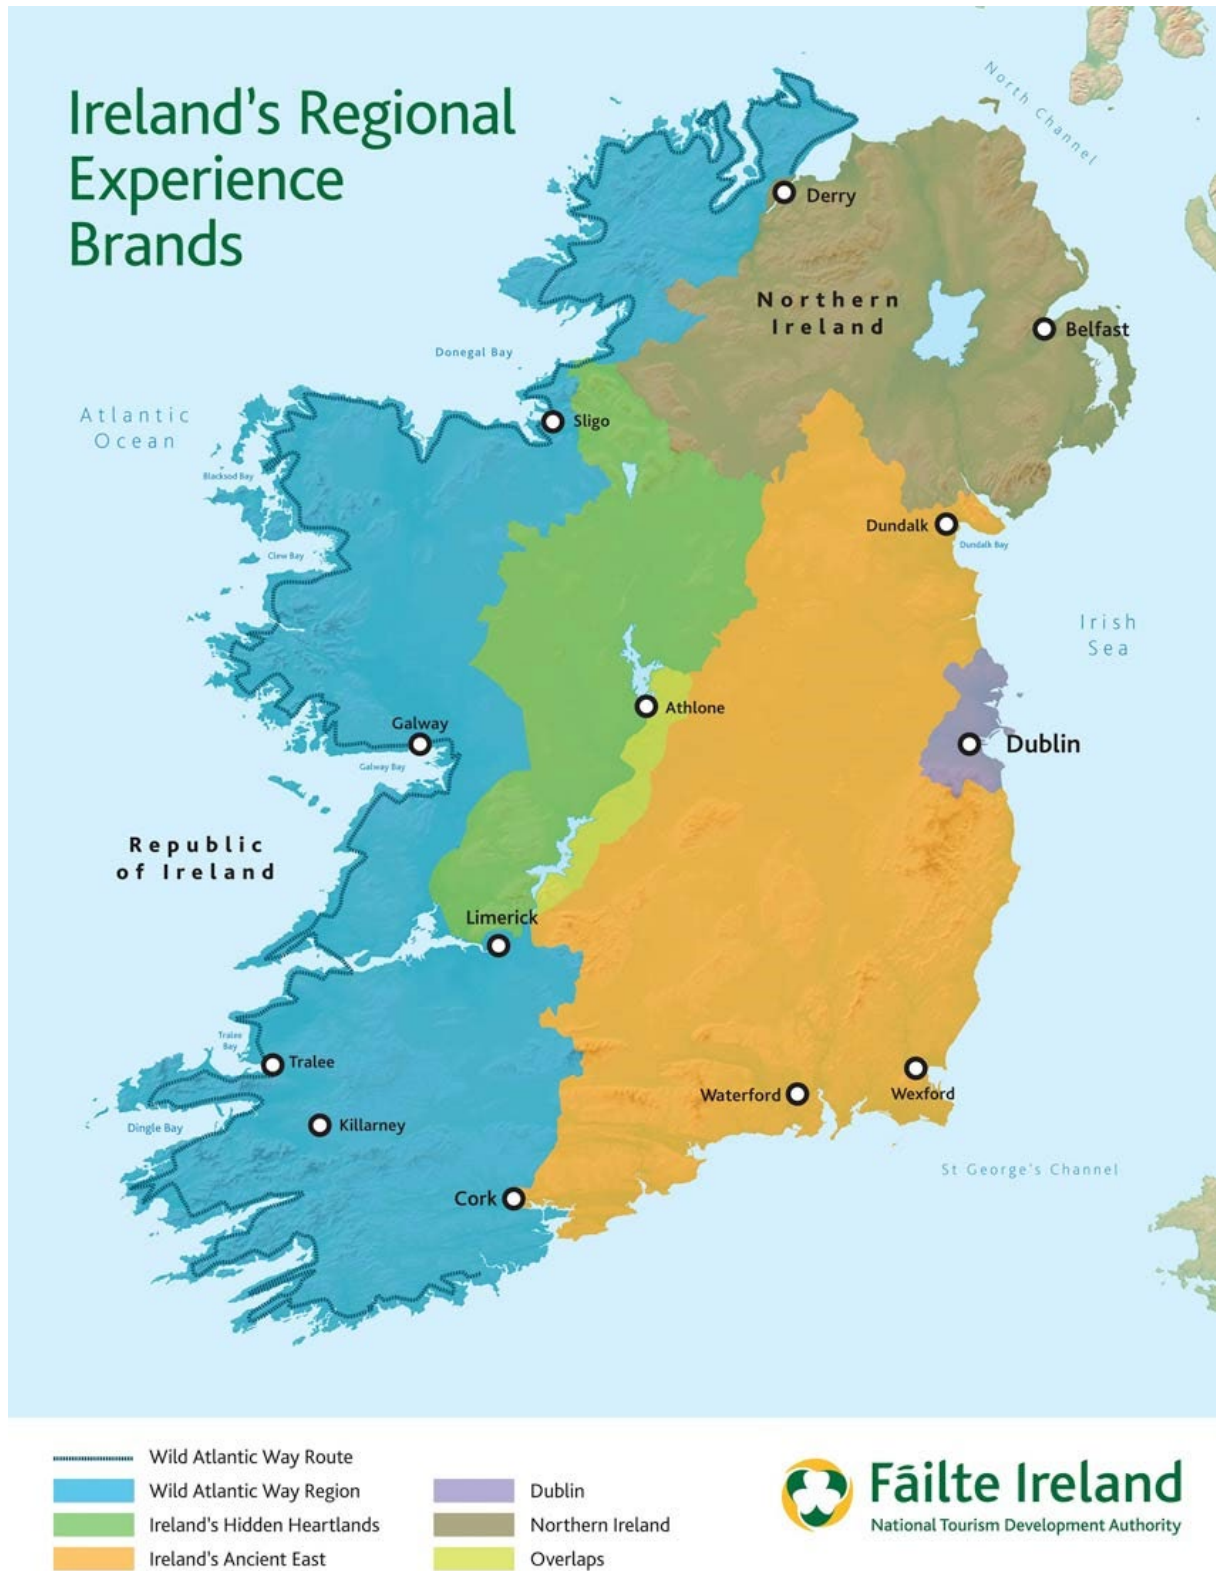 Ireland's Regional
Experience
Brands
North Channel
Derry
Northern
Ireland
Belfast
Donegal Bay
Atlantic
Ocean
Sligo
Blacksod Bay
Dundalk
Dundalk Bay
Clew Bay
Irish
Sea
Athlone
Galway
Galway Bay
Dublin
Republic
of Ireland
Limerick
Tralee
Bay
Tralee
Wexford
Waterford
Dingle Bay
Killarney
St George's Channel
Cork
Wild Atlantic Way Route
Wild Atlantic Way Region
Ireland's Hidden Heartlands
Ireland's Ancient East
Dublin
Northern Ireland
Overlaps
Fáilte Ireland
National Tourism Development Authority